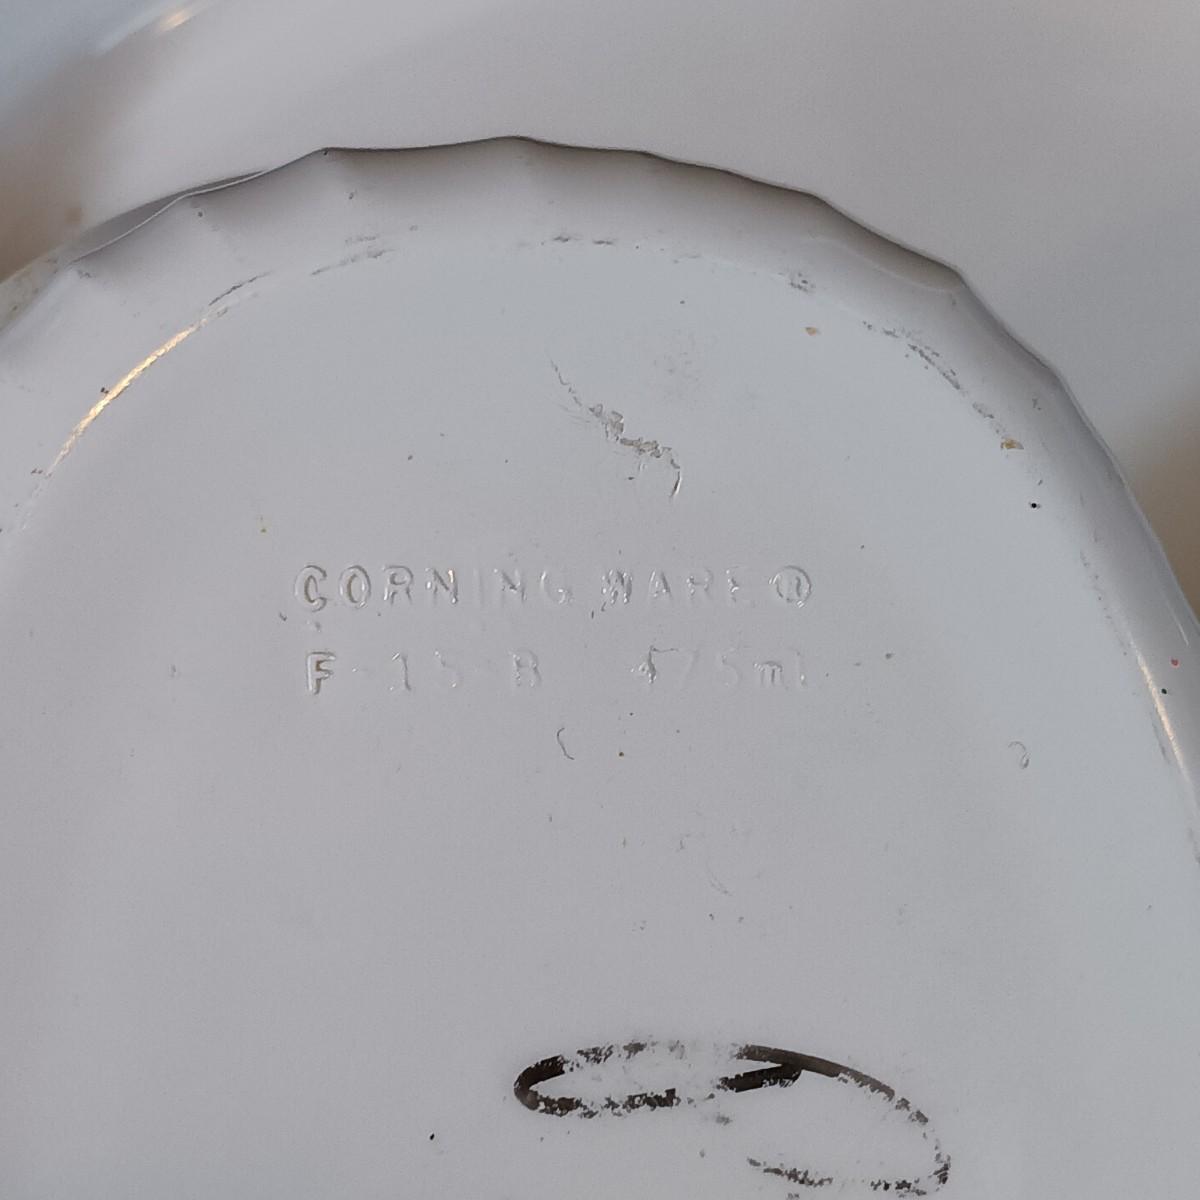 CORNING WARE®
F-15-B 475ml